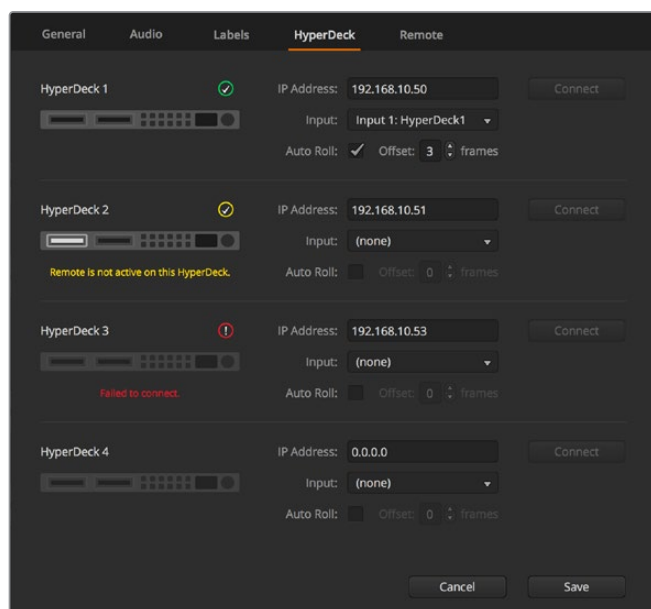 General Audio Labels HyperDeck Remote
HyperDeck 1 IP Address: 192.168.10.50 Connect
Input: Input 1: HyperDeck1
Auto Roll: Offset: 3 frames
HyperDeck 2 IP Address: 192.168.10.51 Connect
Input: (none)
Remote is not active on this HyperDeck.
Auto Roll: Offset: 0 frames
HyperDeck 3 IP Address: 192.168.10.53 Connect
Input: (none)
Failed to connect.
Auto Roll: Offset: 0 frames
HyperDeck 4 IP Address: 0.0.0.0 Connect
Input: (none)
Auto Roll: Offset: 0 frames
Cancel Save